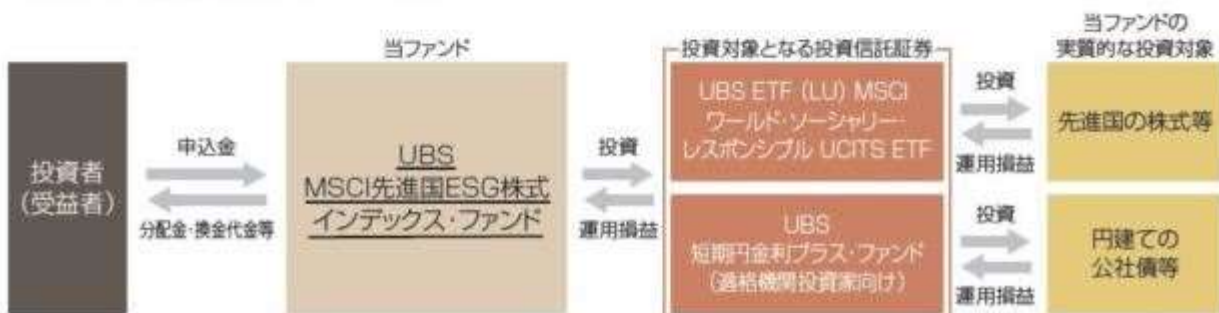 投資者
(受益者)
申込金
分配金・換金代金等
当ファンド
UBS
MSCI先進国ESG株式
インデックス・ファンド
投資
運用損益
投資対象となる投資信託証券
UBS ETF (LU) MSCI
ワールド・ソーシャリー・
レスポンシブル UCITS ETF
UBS
短期円金利プラス・ファンド
(適格機関投資家向け)
投資
運用損益
投資
運用損益
当ファンドの
実質的な投資対象
先進国の株式等
円建ての
公社債等